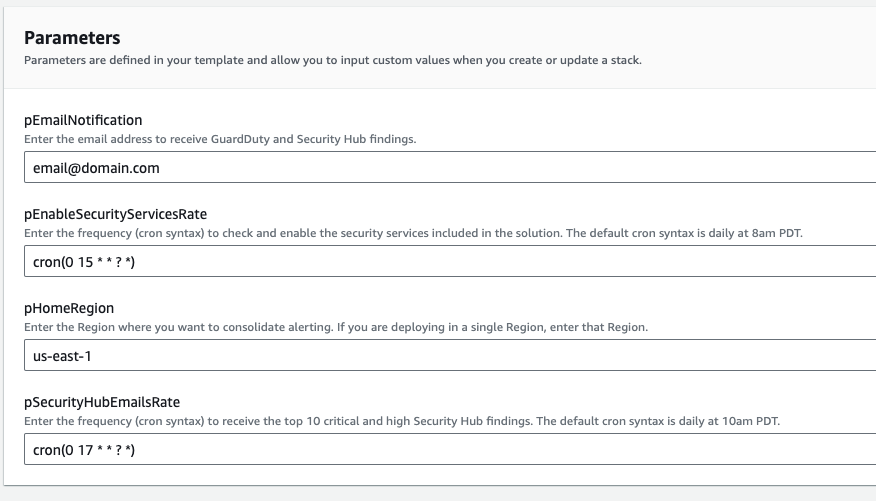 Parameters
Parameters are defined in your template and allow you to input custom values when you create or update a stack.
pEmailNotification
Enter the email address to receive GuardDuty and Security Hub findings.
email@domain.com
pEnableSecurityServicesRate
Enter the frequency (cron syntax) to check and enable the security services included in the solution. The default cron syntax is daily at 8am PDT.
cron(0 15 * * ? *)
pHomeRegion
Enter the Region where you want to consolidate alerting. If you are deploying in a single Region, enter that Region.
us-east-1
pSecurityHubEmailsRate
Enter the frequency (cron syntax) to receive the top 10 critical and high Security Hub findings. The default cron syntax is daily at 10am PDT.
cron(0 17 * * ? *)